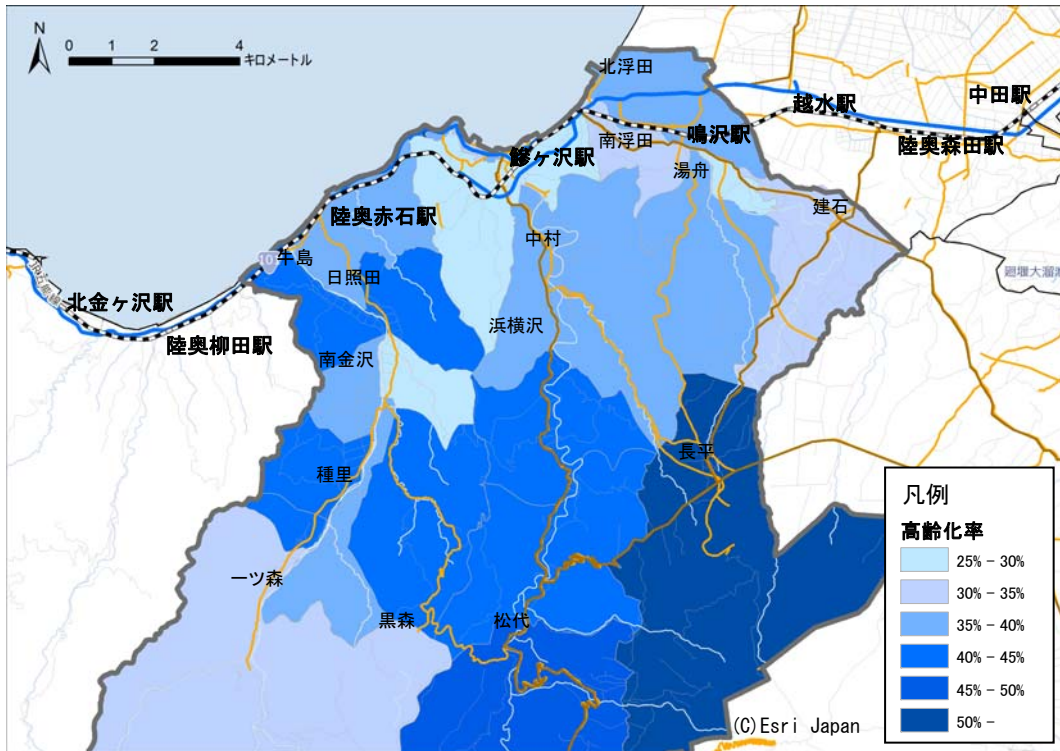 N
0 1 2 4
キロメートル
北浮田
中田駅
越水駅
鳴沢駅
陸奥森田駅
南浮田
鰺ヶ沢駅
湯舟
建石
陸奥赤石駅
中村
牛島
日照田
北金ヶ沢駅
浜横沢
陸奥柳田駅
南金沢
長平
種里
一ツ森
黒森
松代
凡例
高齢化率
25% - 30%
30% - 35%
35% - 40%
40% - 45%
45% - 50%
50% -
(C)Esri Japan